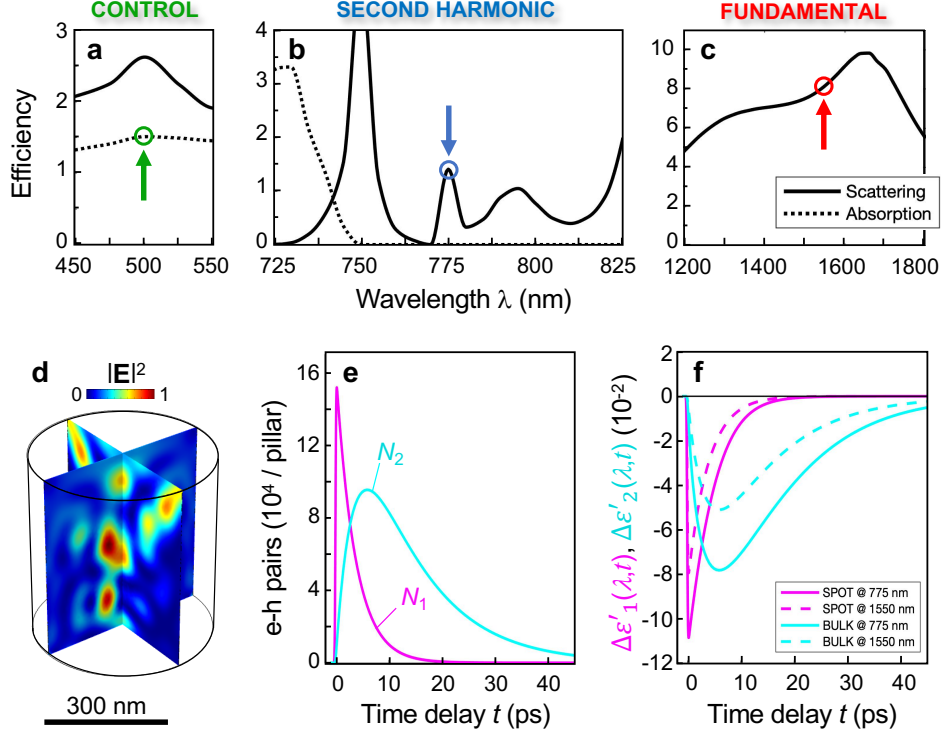 CONTROL
SECOND HARMONIC
FUNDAMENTAL
a
b
c
Efficiency
3
2
1
0
450 500 550
4
3
2
1
0
725 750 775 800 825
10
8
6
4
2
0
1200 1400 1600 1800
Scattering
Absorption
Wavelength λ (nm)
d
|E|²
0 1
300 nm
e
e-h pairs (10⁴ / pillar)
16
12
8
4
0
N₂
N₁
0 10 20 30 40
Time delay t (ps)
f
Δε′₁(λ,t), Δε′₂(λ,t) (10⁻²)
2
0
-2
-4
-6
-8
-10
-12
SPOT @ 775 nm
SPOT @ 1550 nm
BULK @ 775 nm
BULK @ 1550 nm
0 10 20 30 40
Time delay t (ps)